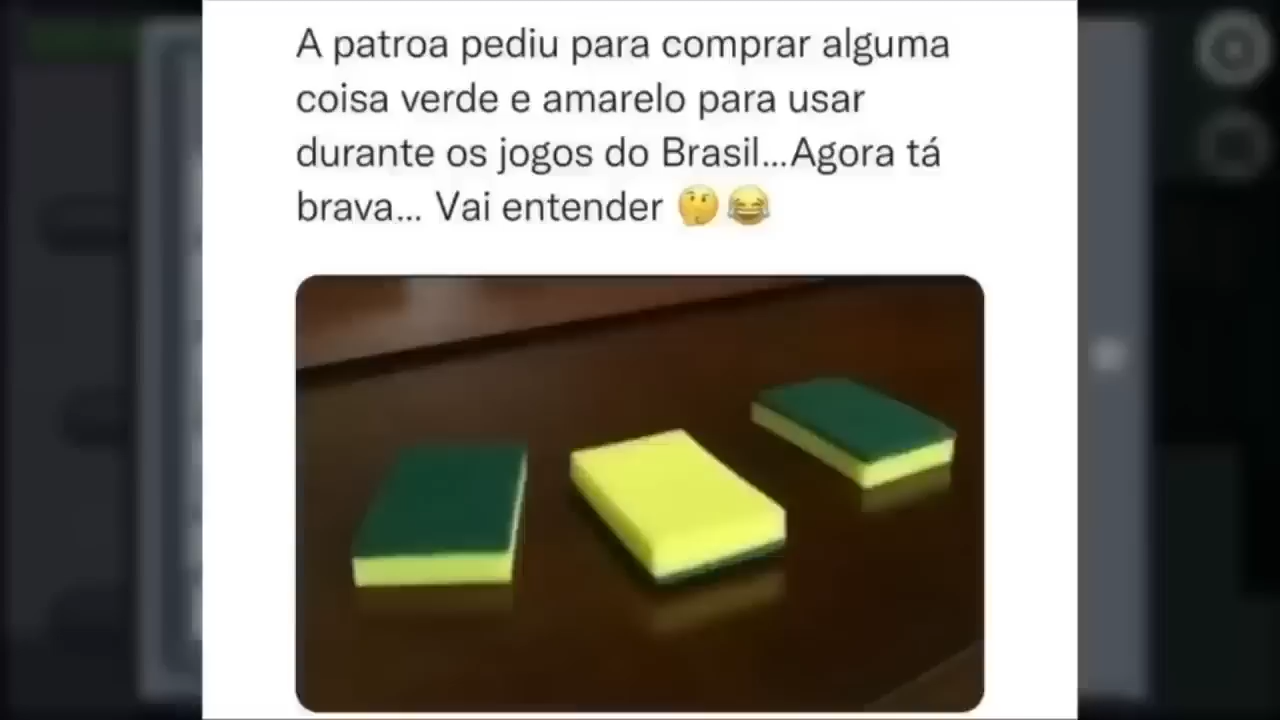 A patroa pediu para comprar alguma
coisa verde e amarelo para usar
durante os jogos do Brasil...Agora tá
brava... Vai entender 🤔😂